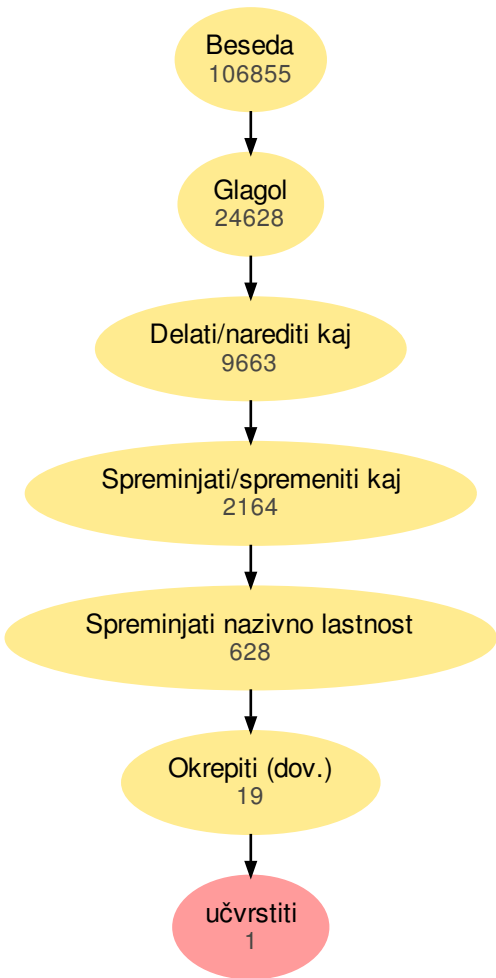 Beseda
106855
Glagol
24628
Delati/narediti kaj
9663
Spreminjati/spremeniti kaj
2164
Spreminjati nazivno lastnost
628
Okrepiti (dov.)
19
učvrstiti
1